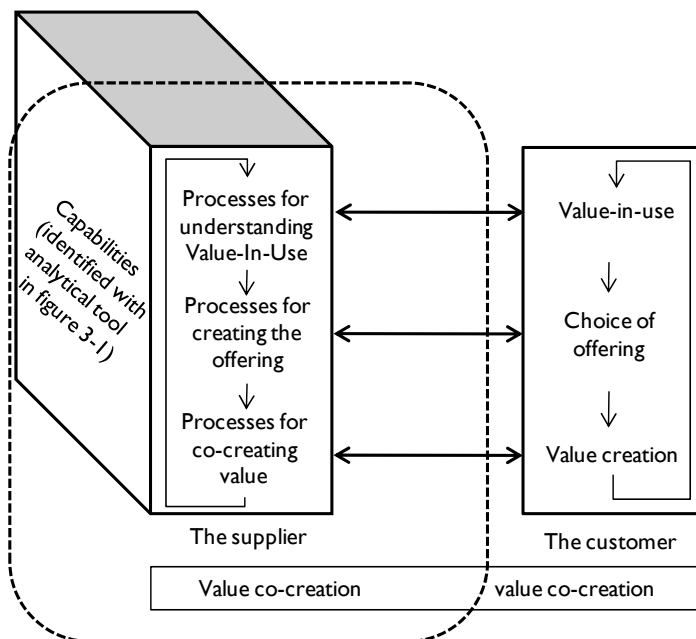 Capabilities
(identified with
analytical tool
in figure 3-1)
Processes for
understanding
Value-In-Use
Processes for
creating the
offering
Processes for
co-creating
value
Value-in-use
Choice of
offering
Value creation
The supplier
The customer
Value co-creation
value co-creation